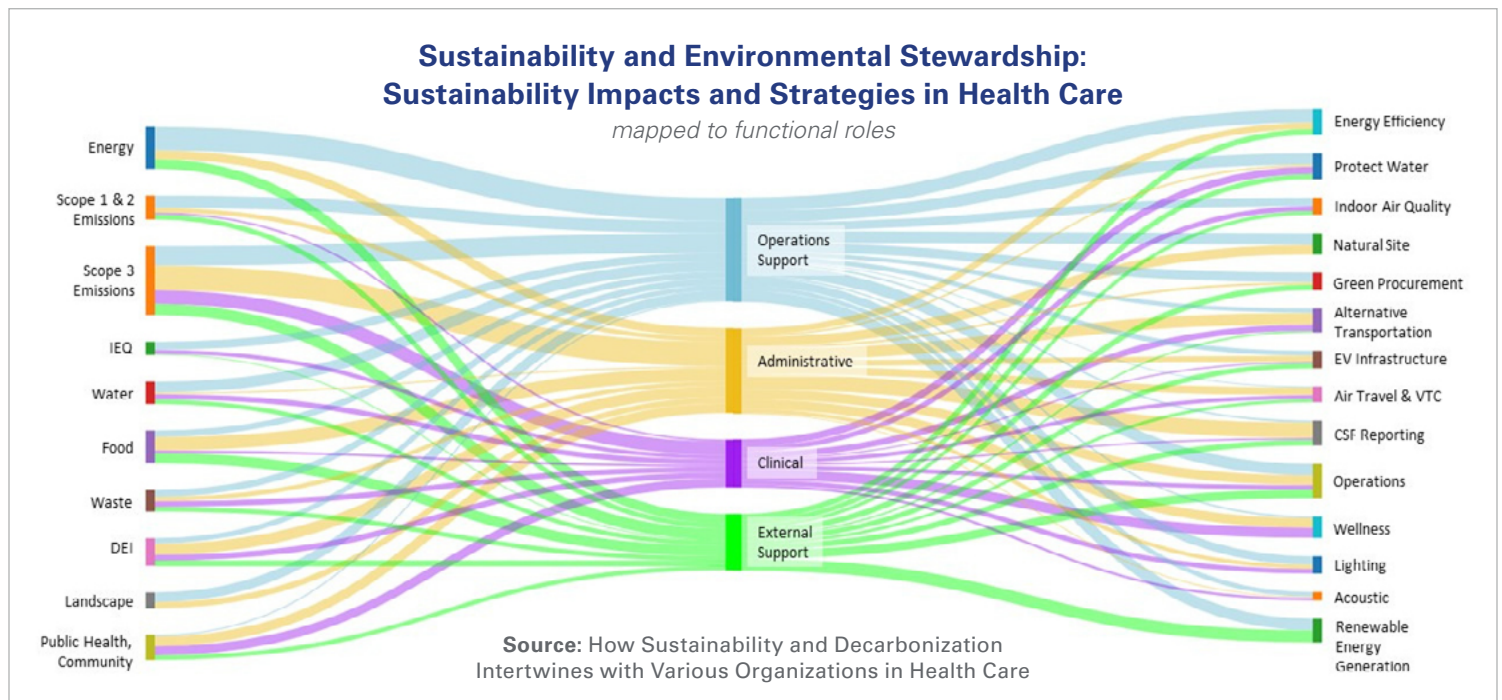 Sustainability and Environmental Stewardship:
Sustainability Impacts and Strategies in Health Care
mapped to functional roles
Energy
Scope 1 & 2
Emissions
Scope 3
Emissions
IEQ
Water
Food
Waste
DEI
Landscape
Public Health,
Community
Operations
Support
Administrative
Clinical
External
Support
Energy Efficiency
Protect Water
Indoor Air Quality
Natural Site
Green Procurement
Alternative
Transportation
EV Infrastructure
Air Travel & VTC
CSF Reporting
Operations
Wellness
Lighting
Acoustic
Renewable
Energy
Generation
Source: How Sustainability and Decarbonization
Intertwines with Various Organizations in Health Care